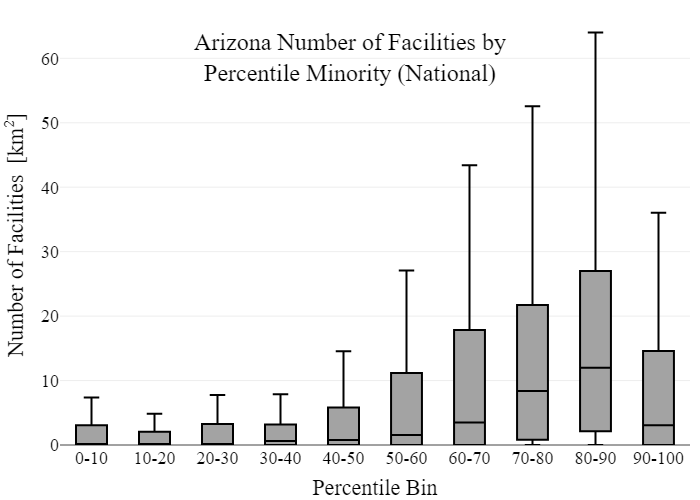 Arizona Number of Facilities by
Percentile Minority (National)
Number of Facilities [km²]
60
50
40
30
20
10
0
0-10 10-20 20-30 30-40 40-50 50-60 60-70 70-80 80-90 90-100
Percentile Bin